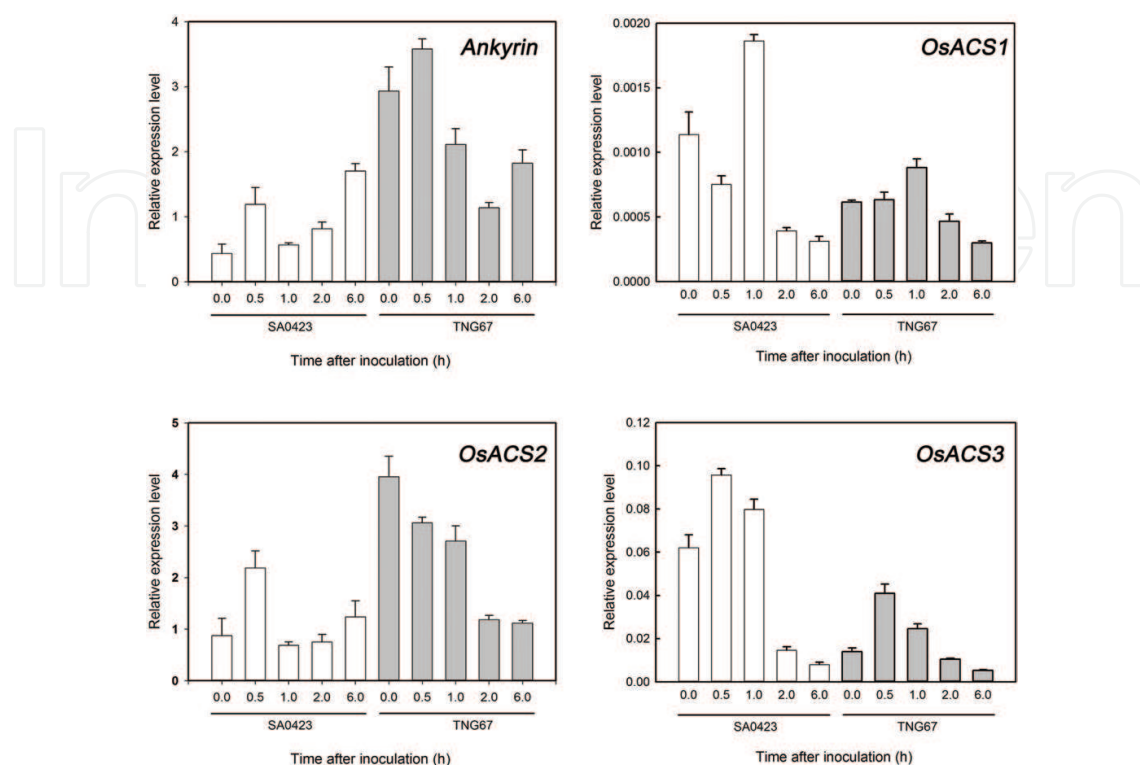 Ankyrin
Relative expression level
4
3
2
1
0
0.0 0.5 1.0 2.0 6.0 0.0 0.5 1.0 2.0 6.0
SA0423 TNG67
Time after inoculation (h)
OsACS1
Relative expression level
0.0020
0.0015
0.0010
0.0005
0.0000
0.0 0.5 1.0 2.0 6.0 0.0 0.5 1.0 2.0 6.0
SA0423 TNG67
Time after inoculation (h)
OsACS2
Relative expression level
5
4
3
2
1
0
0.0 0.5 1.0 2.0 6.0 0.0 0.5 1.0 2.0 6.0
SA0423 TNG67
Time after inoculation (h)
OsACS3
Relative expression level
0.12
0.10
0.08
0.06
0.04
0.02
0.00
0.0 0.5 1.0 2.0 6.0 0.0 0.5 1.0 2.0 6.0
SA0423 TNG67
Time after inoculation (h)